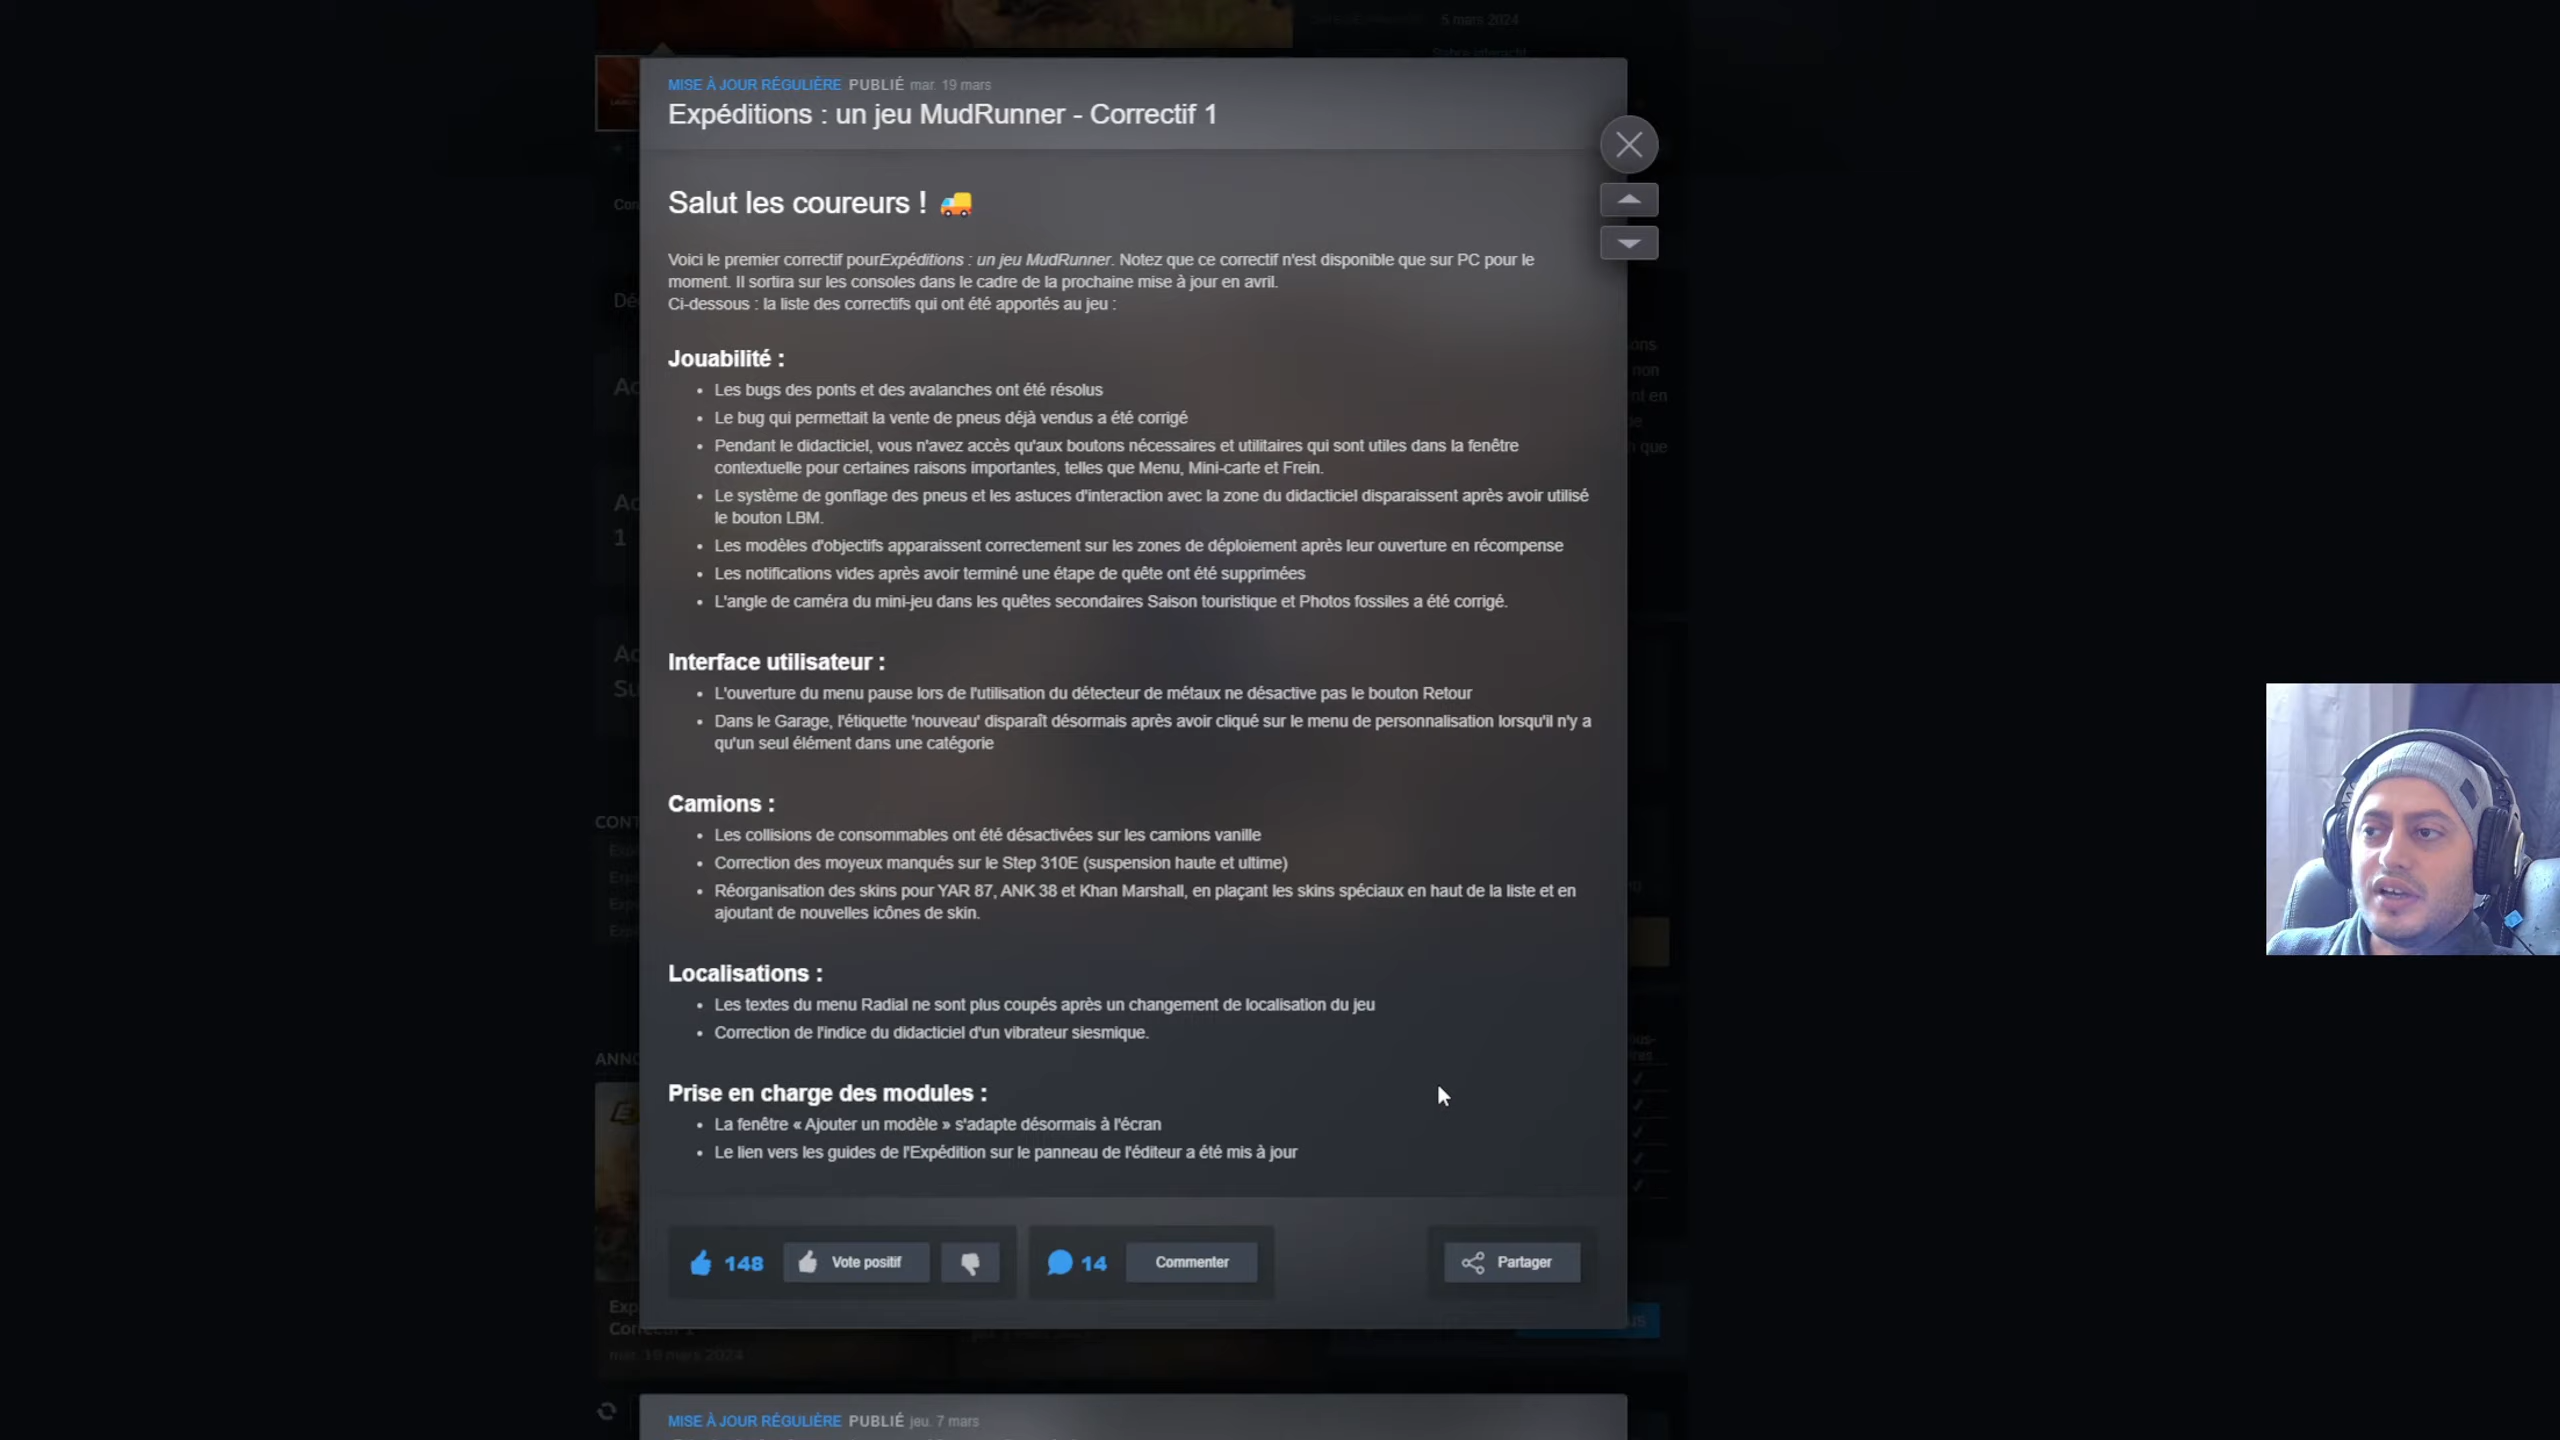 5 mars 2024
MISE À JOUR RÉGULIÈRE PUBLIÉ mar. 19 mars
Expéditions : un jeu MudRunner - Correctif 1
Salut les coureurs !
Voici le premier correctif pourExpéditions : un jeu MudRunner. Notez que ce correctif n'est disponible que sur PC pour le
moment. Il sortira sur les consoles dans le cadre de la prochaine mise à jour en avril.
Ci-dessous : la liste des correctifs qui ont été apportés au jeu :
Jouabilité :
• Les bugs des ponts et des avalanches ont été résolus
• Le bug qui permettait la vente de pneus déjà vendus a été corrigé
• Pendant le didacticiel, vous n'avez accès qu'aux boutons nécessaires et utilitaires qui sont utiles dans la fenêtre
contextuelle pour certaines raisons importantes, telles que Menu, Mini-carte et Frein.
• Le système de gonflage des pneus et les astuces d'interaction avec la zone du didacticiel disparaissent après avoir utilisé
le bouton LBM.
• Les modèles d'objectifs apparaissent correctement sur les zones de déploiement après leur ouverture en récompense
• Les notifications vides après avoir terminé une étape de quête ont été supprimées
• L'angle de caméra du mini-jeu dans les quêtes secondaires Saison touristique et Photos fossiles a été corrigé.
Interface utilisateur :
• L'ouverture du menu pause lors de l'utilisation du détecteur de métaux ne désactive pas le bouton Retour
• Dans le Garage, l'étiquette 'nouveau' disparaît désormais après avoir cliqué sur le menu de personnalisation lorsqu'il n'y a
qu'un seul élément dans une catégorie
Camions :
• Les collisions de consommables ont été désactivées sur les camions vanille
• Correction des moyeux manqués sur le Step 310E (suspension haute et ultime)
• Réorganisation des skins pour YAR 87, ANK 38 et Khan Marshall, en plaçant les skins spéciaux en haut de la liste et en
ajoutant de nouvelles icônes de skin.
Localisations :
• Les textes du menu Radial ne sont plus coupés après un changement de localisation du jeu
• Correction de l'indice du didacticiel d'un vibrateur siesmique.
Prise en charge des modules :
• La fenêtre « Ajouter un modèle » s'adapte désormais à l'écran
• Le lien vers les guides de l'Expédition sur le panneau de l'éditeur a été mis à jour
148 Vote positif 14 Commenter Partager
mar. 19 mars 2024
MISE À JOUR RÉGULIÈRE PUBLIÉ jeu. 7 mars